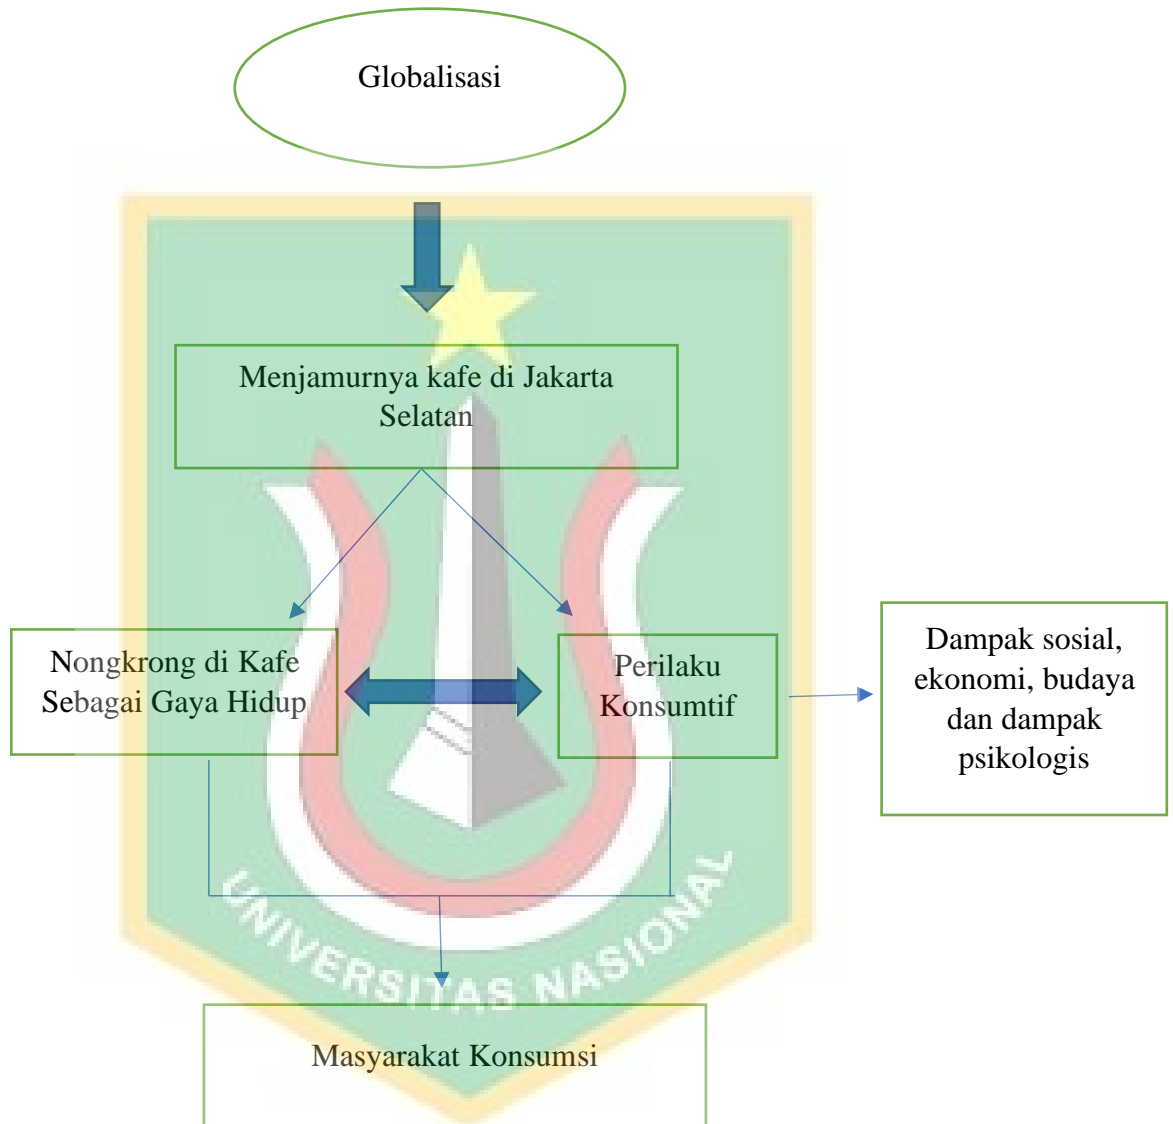 Globalisasi
Menjamurnya kafe di Jakarta
Selatan
Nongkrong di Kafe
Sebagai Gaya Hidup
Perilaku
Konsumtif
Dampak sosial,
ekonomi, budaya
dan dampak
psikologis
UNIVERSITAS NASIONAL
Masyarakat Konsumsi